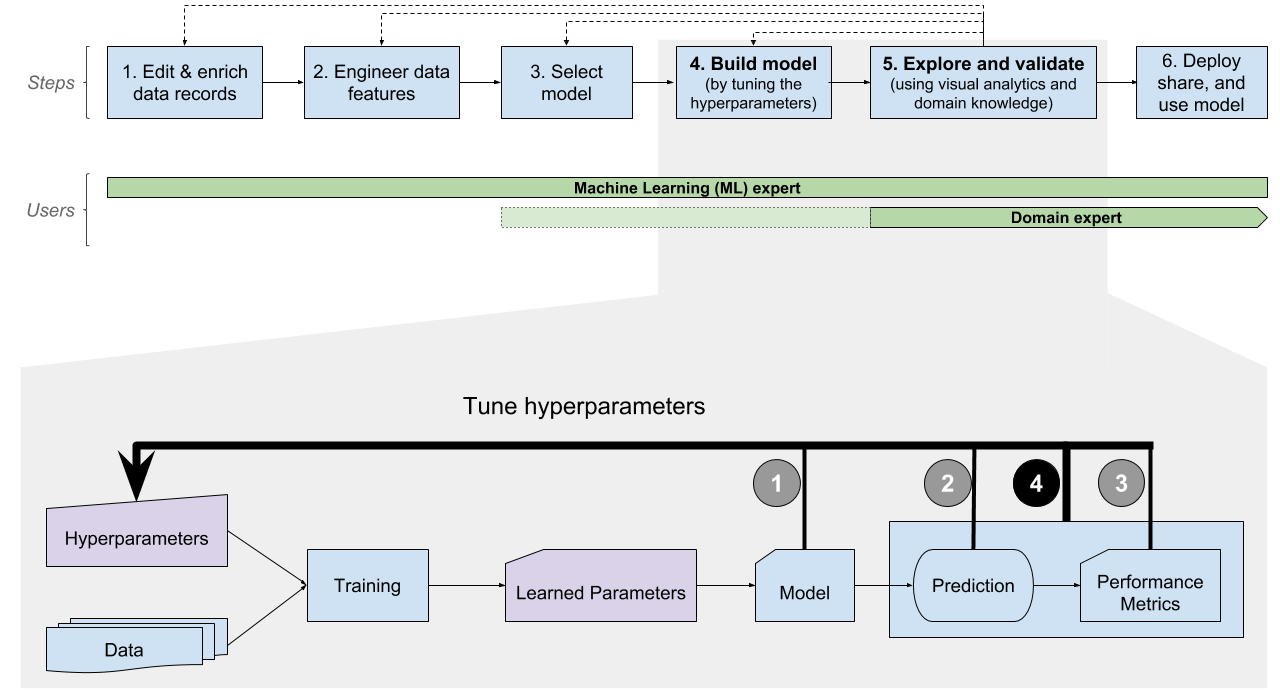 Steps
1. Edit & enrich
data records
2. Engineer data
features
3. Select
model
4. Build model
(by tuning the
hyperparameters)
5. Explore and validate
(using visual analytics and
domain knowledge)
6. Deploy
share, and
use model
Users
Machine Learning (ML) expert
Domain expert
Tune hyperparameters
1
2
4
3
Hyperparameters
Data
Training
Learned Parameters
Model
Prediction
Performance
Metrics